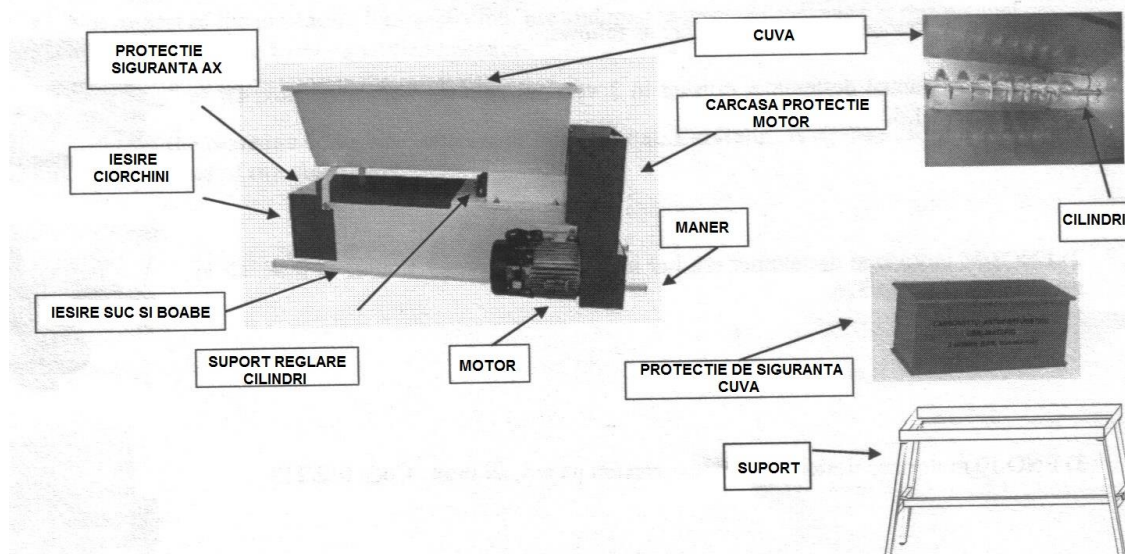 PROTECTIE
SIGURANTA AX
CUVA
CARCASA PROTECTIE
MOTOR
IESIRE
CIORCHINI
MANER
CILINDRI
IESIRE SUC SI BOABE
SUPORT REGLARE
CILINDRI
MOTOR
PROTECTIE DE SIGURANTA
CUVA
SUPORT